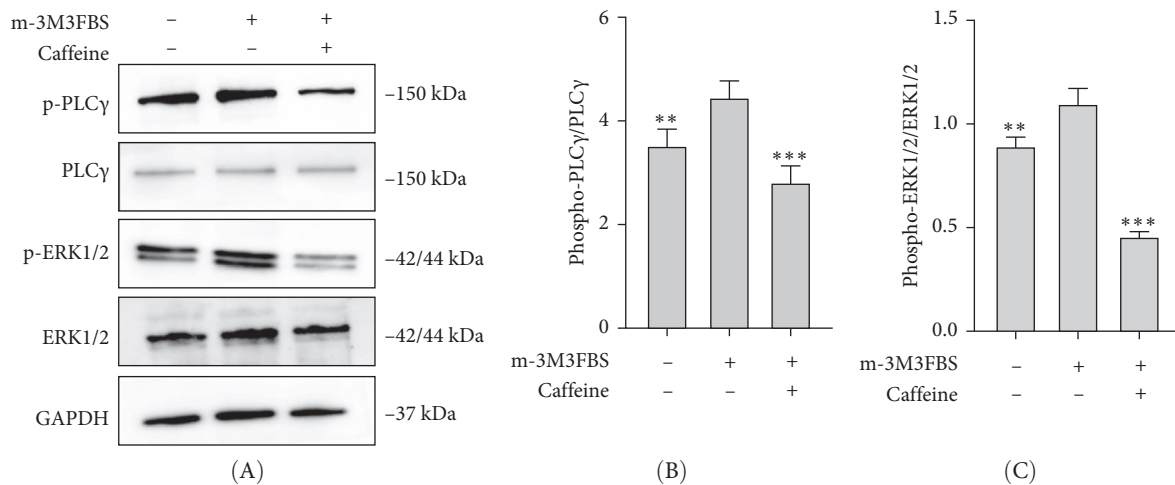 m-3M3FBS – + +
Caffeine – – +
p-PLCγ –150 kDa
PLCγ –150 kDa
p-ERK1/2 –42/44 kDa
ERK1/2 –42/44 kDa
GAPDH –37 kDa
(A)
Phospho-PLCγ/PLCγ
6
4
2
0
**
***
m-3M3FBS – + +
Caffeine – – +
(B)
Phospho-ERK1/2/ERK1/2
1.5
1.0
0.5
0.0
**
***
m-3M3FBS – + +
Caffeine – – +
(C)